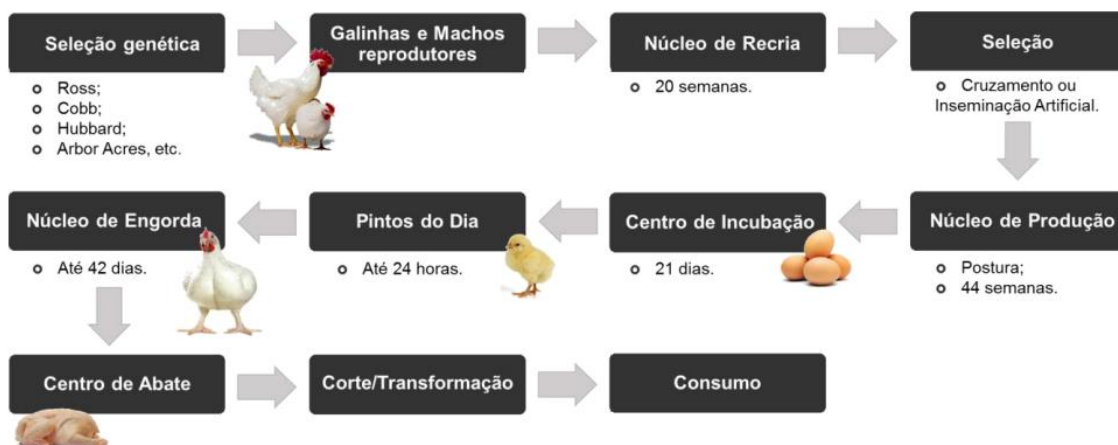 Seleção genética
Galinhas e Machos
reprodutores
Núcleo de Recria
Seleção
Ross;
Cobb;
Hubbard;
Arbor Acres, etc.
20 semanas.
Cruzamento ou
Inseminação Artificial.
Núcleo de Produção
Postura;
44 semanas.
Centro de Incubação
21 dias.
Pintos do Dia
Até 24 horas.
Núcleo de Engorda
Até 42 dias.
Centro de Abate
Corte/Transformação
Consumo